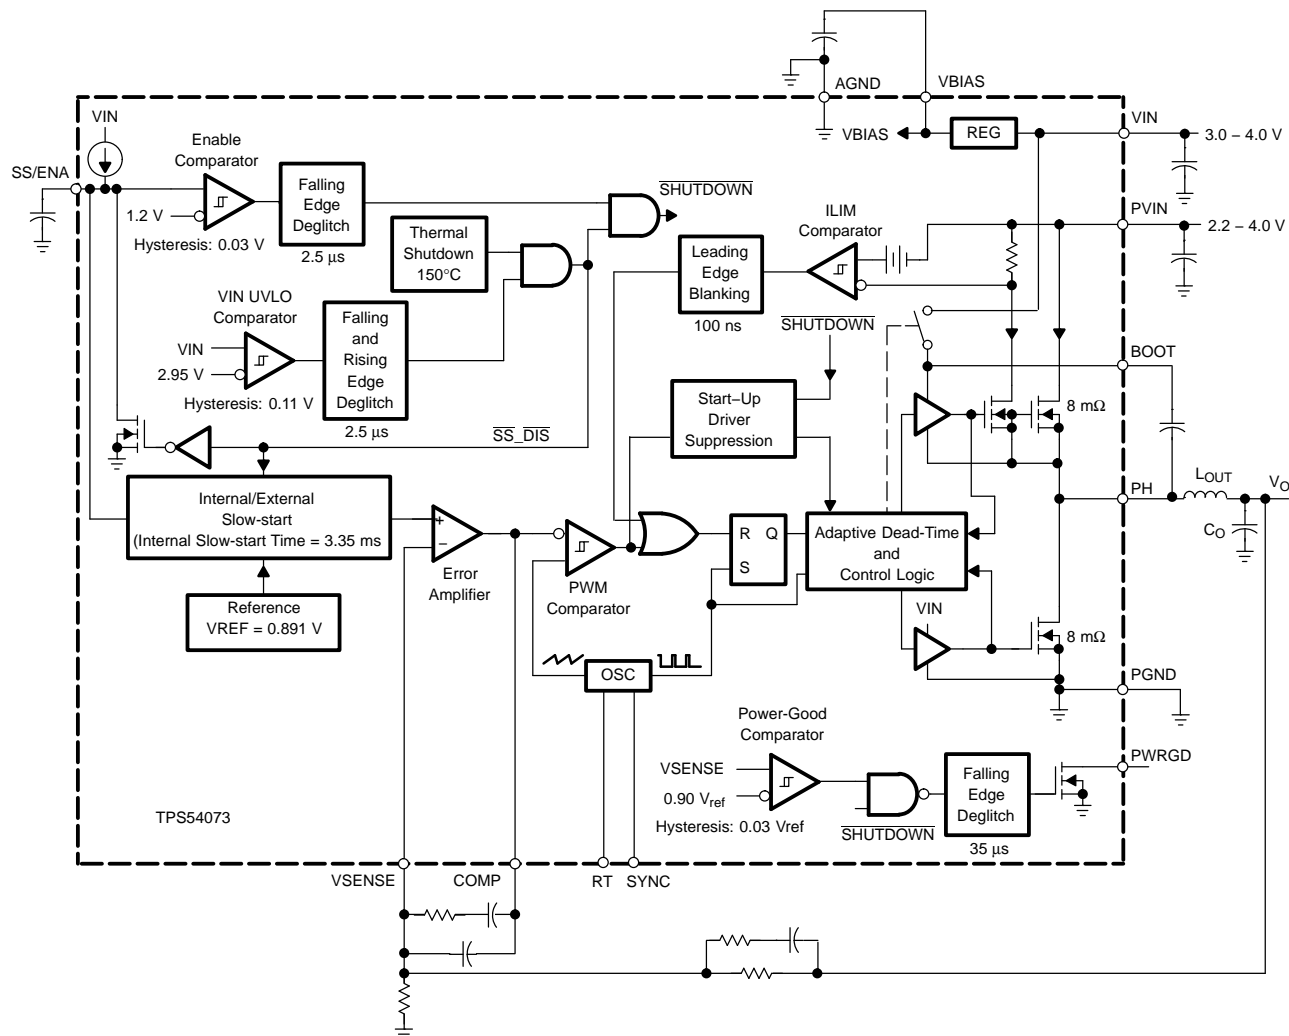 AGND
VBIAS
VIN
3.0 – 4.0 V
VBIAS
REG
VIN
Enable
Comparator
SS/ENA
1.2 V
Hysteresis: 0.03 V
Falling
Edge
Deglitch
2.5 μs
SHUTDOWN
Thermal
Shutdown
150°C
ILIM
Comparator
PVIN
2.2 – 4.0 V
Leading
Edge
Blanking
100 ns
VIN UVLO
Comparator
VIN
2.95 V
Hysteresis: 0.11 V
Falling
and
Rising
Edge
Deglitch
2.5 μs
SHUTDOWN
BOOT
Start–Up
Driver
Suppression
8 mΩ
SS_DIS
Internal/External
Slow-start
(Internal Slow-start Time = 3.35 ms
Reference
VREF = 0.891 V
+
−
Error
Amplifier
PWM
Comparator
R Q
S
Adaptive Dead-Time
and
Control Logic
PH
LOUT
VO
CO
VIN
8 mΩ
OSC
PGND
Power-Good
Comparator
VSENSE
0.90 Vref
Hysteresis: 0.03 Vref
SHUTDOWN
Falling
Edge
Deglitch
35 μs
PWRGD
TPS54073
VSENSE
COMP
RT
SYNC